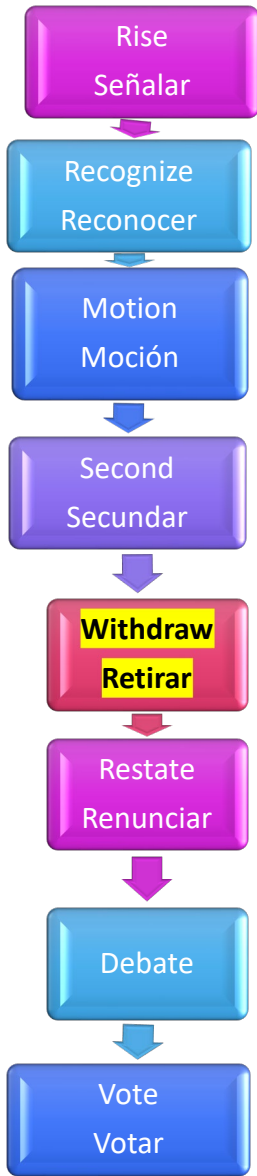 Rise
Señalar
Recognize
Reconocer
Motion
Moción
Second
Secundar
Withdraw
Retirar
Restate
Renunciar
Debate
Vote
Votar